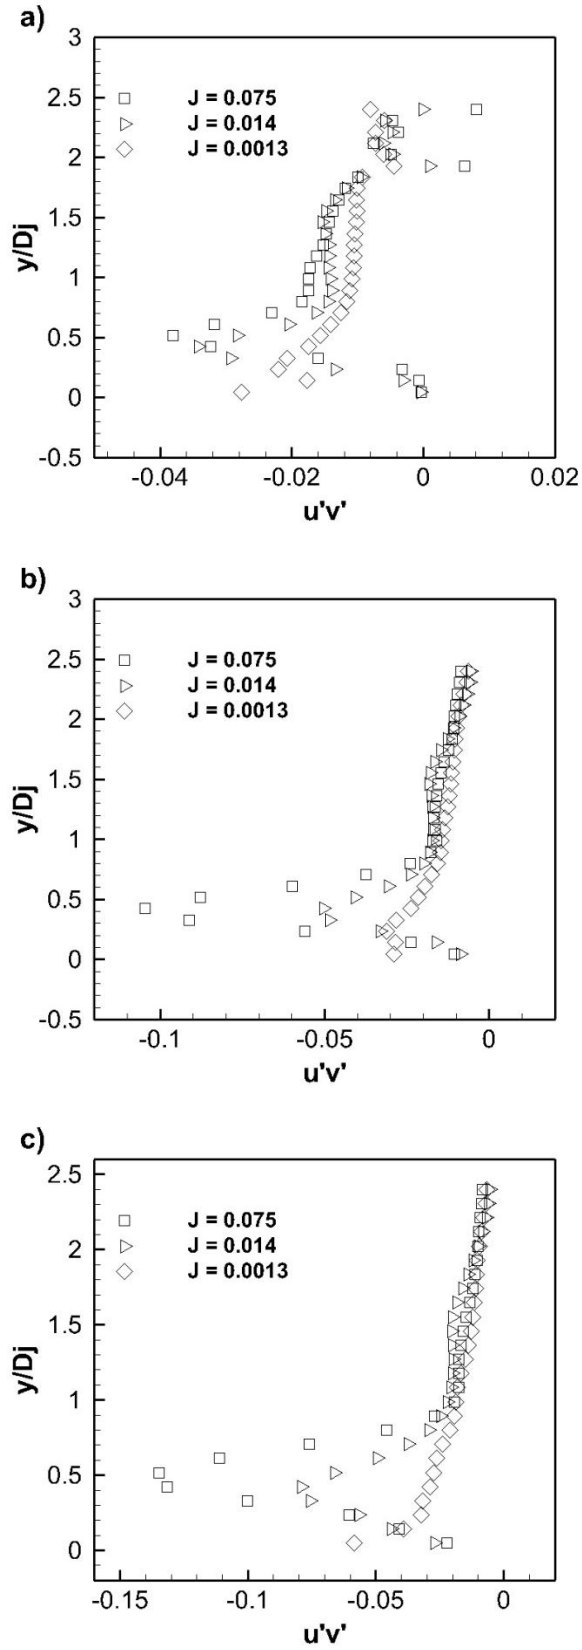 a)
3
2.5
2
1.5
1
0.5
0
-0.5
y/Dj
J = 0.075
J = 0.014
J = 0.0013
-0.04 -0.02 0 0.02
u'v'
b)
3
2.5
2
1.5
1
0.5
0
-0.5
y/Dj
J = 0.075
J = 0.014
J = 0.0013
-0.1 -0.05 0
u'v'
c)
2.5
2
1.5
1
0.5
0
y/Dj
J = 0.075
J = 0.014
J = 0.0013
-0.15 -0.1 -0.05 0
u'v'